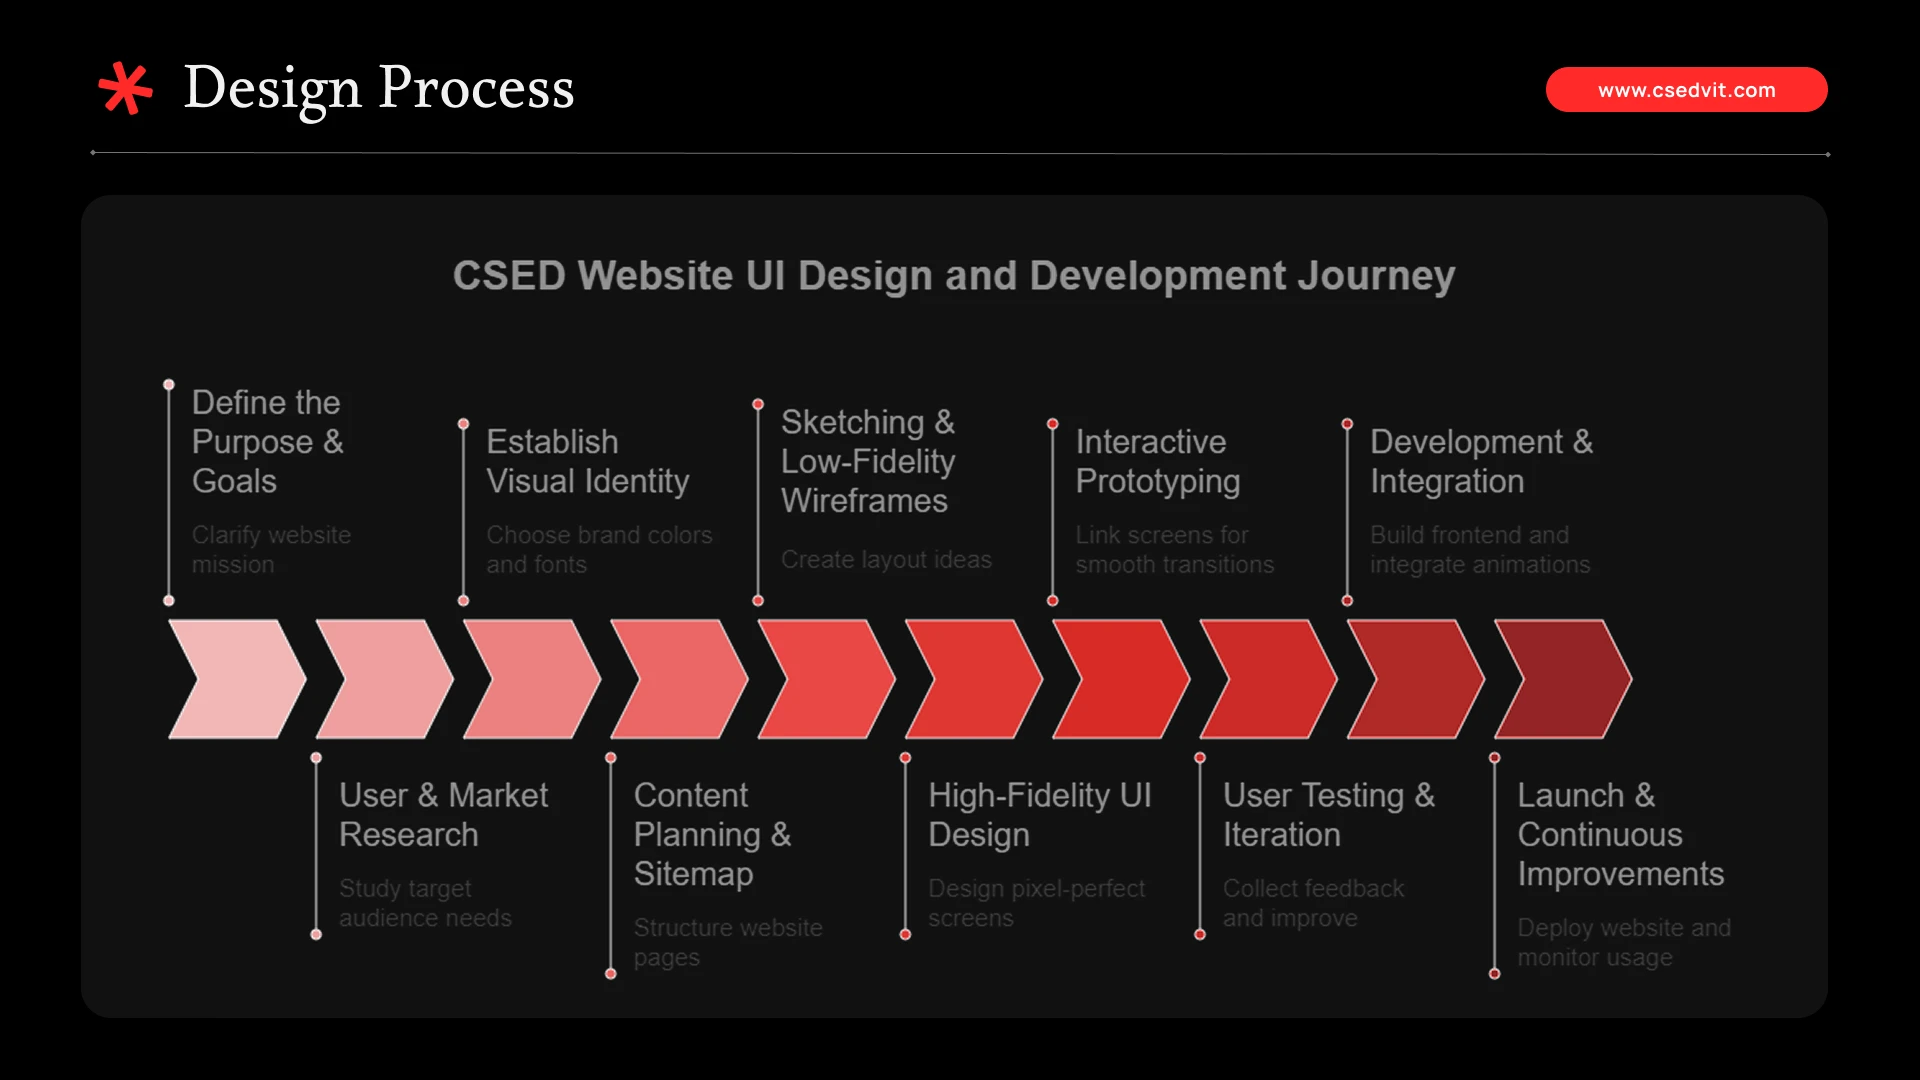 Design Process
www.csedvit.com
CSED Website UI Design and Development Journey
Define the
Purpose &
Goals
Clarify website
mission
User & Market
Research
Study target
audience needs
Establish
Visual Identity
Choose brand colors
and fonts
Content
Planning &
Sitemap
Structure website
pages
Sketching &
Low-Fidelity
Wireframes
Create layout ideas
High-Fidelity UI
Design
Design pixel-perfect
screens
Interactive
Prototyping
Link screens for
smooth transitions
User Testing &
Iteration
Collect feedback
and improve
Development &
Integration
Build frontend and
integrate animations
Launch &
Continuous
Improvements
Deploy website and
monitor usage